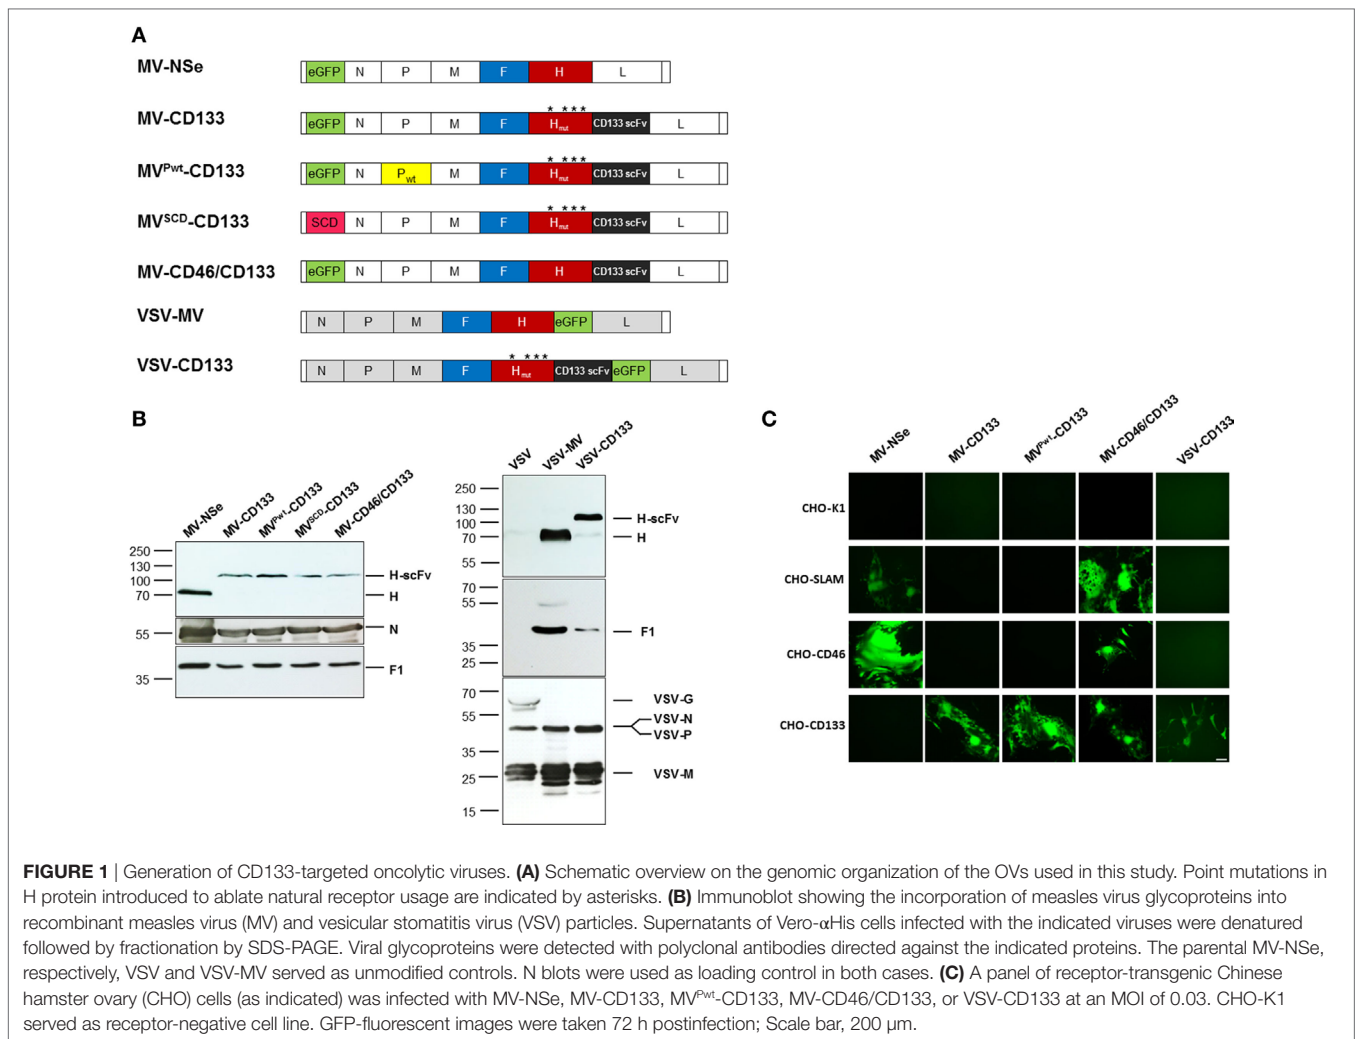 A
MV-NSe
eGFP N P M F H L
* * * *
MV-CD133
eGFP N P M F Hmut CD133 scFv L
* * * *
MVPwt-CD133
eGFP N Pwt M F Hmut CD133 scFv L
* * * *
MVSCD-CD133
SCD N P M F Hmut CD133 scFv L
MV-CD46/CD133
eGFP N P M F H CD133 scFv L
VSV-MV
N P M F H eGFP L
* * * *
VSV-CD133
N P M F Hmut CD133 scFv eGFP L
B
MV-NSe MV-CD133 MVPwt-CD133 MVSCD-CD133 MV-CD46/CD133
250
130
100
70
H-scFv
H
55
N
35
F1
VSV VSV-MV VSV-CD133
250
130
100
70
55
H-scFv
H
70
55
35
25
F1
70
55
35
25
15
VSV-G
VSV-N
VSV-P
VSV-M
C
MV-NSe MV-CD133 MVPwt-CD133 MV-CD46/CD133 VSV-CD133
CHO-K1
CHO-SLAM
CHO-CD46
CHO-CD133
FIGURE 1 | Generation of CD133-targeted oncolytic viruses. (A) Schematic overview on the genomic organization of the OVs used in this study. Point mutations in
H protein introduced to ablate natural receptor usage are indicated by asterisks. (B) Immunoblot showing the incorporation of measles virus glycoproteins into
recombinant measles virus (MV) and vesicular stomatitis virus (VSV) particles. Supernatants of Vero-αHis cells infected with the indicated viruses were denatured
followed by fractionation by SDS-PAGE. Viral glycoproteins were detected with polyclonal antibodies directed against the indicated proteins. The parental MV-NSe,
respectively, VSV and VSV-MV served as unmodified controls. N blots were used as loading control in both cases. (C) A panel of receptor-transgenic Chinese
hamster ovary (CHO) cells (as indicated) was infected with MV-NSe, MV-CD133, MVPwt-CD133, MV-CD46/CD133, or VSV-CD133 at an MOI of 0.03. CHO-K1
served as receptor-negative cell line. GFP-fluorescent images were taken 72 h postinfection; Scale bar, 200 µm.